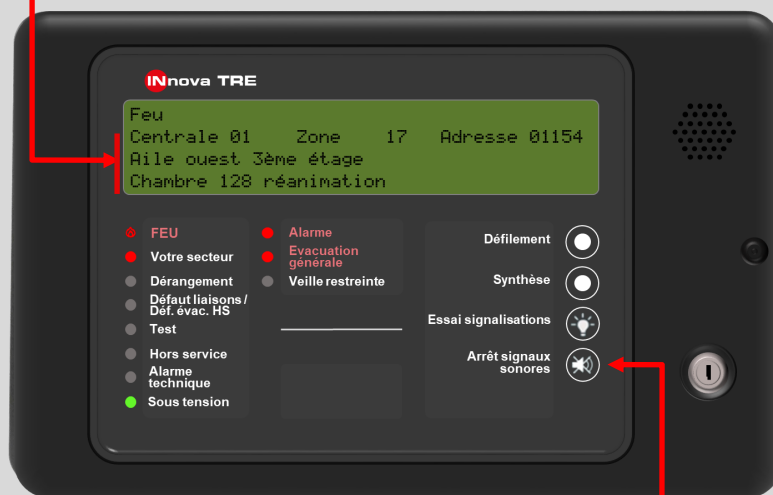 INnova TRE
Feu
Centrale 01 Zone 17 Adresse 01154
Aile ouest 3ème étage
Chambre 128 réanimation
FEU
Votre secteur
Dérangement
Défaut liaisons /
Déf. évac. HS
Test
Hors service
Alarme
technique
Sous tension
Alarme
Evacuation
générale
Veille restreinte
Défilement
Synthèse
Essai signalisations
Arrêt signaux
sonores